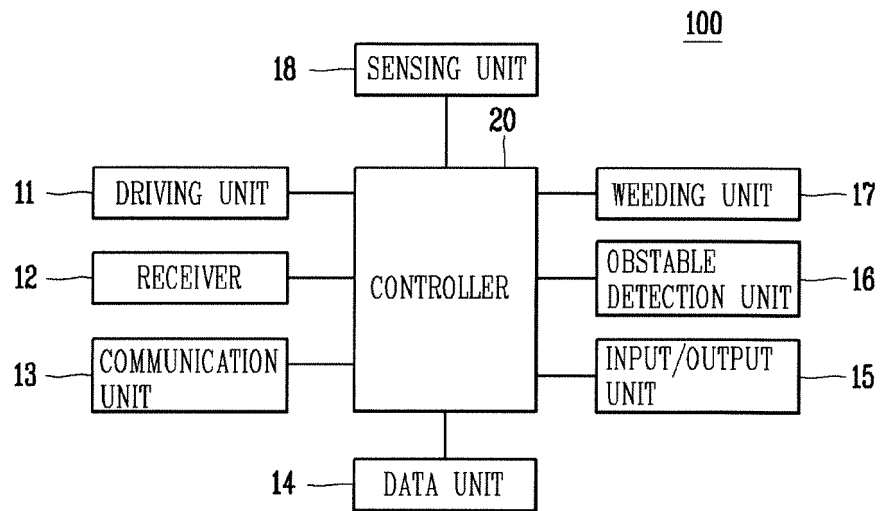 100
18 SENSING UNIT
20
11 DRIVING UNIT
WEEDING UNIT 17
12 RECEIVER
CONTROLLER
OBSTABLE
DETECTION UNIT 16
13 COMMUNICATION
UNIT
INPUT/OUTPUT
UNIT 15
14 DATA UNIT